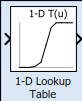 1-D T(u)
1-D Lookup
Table